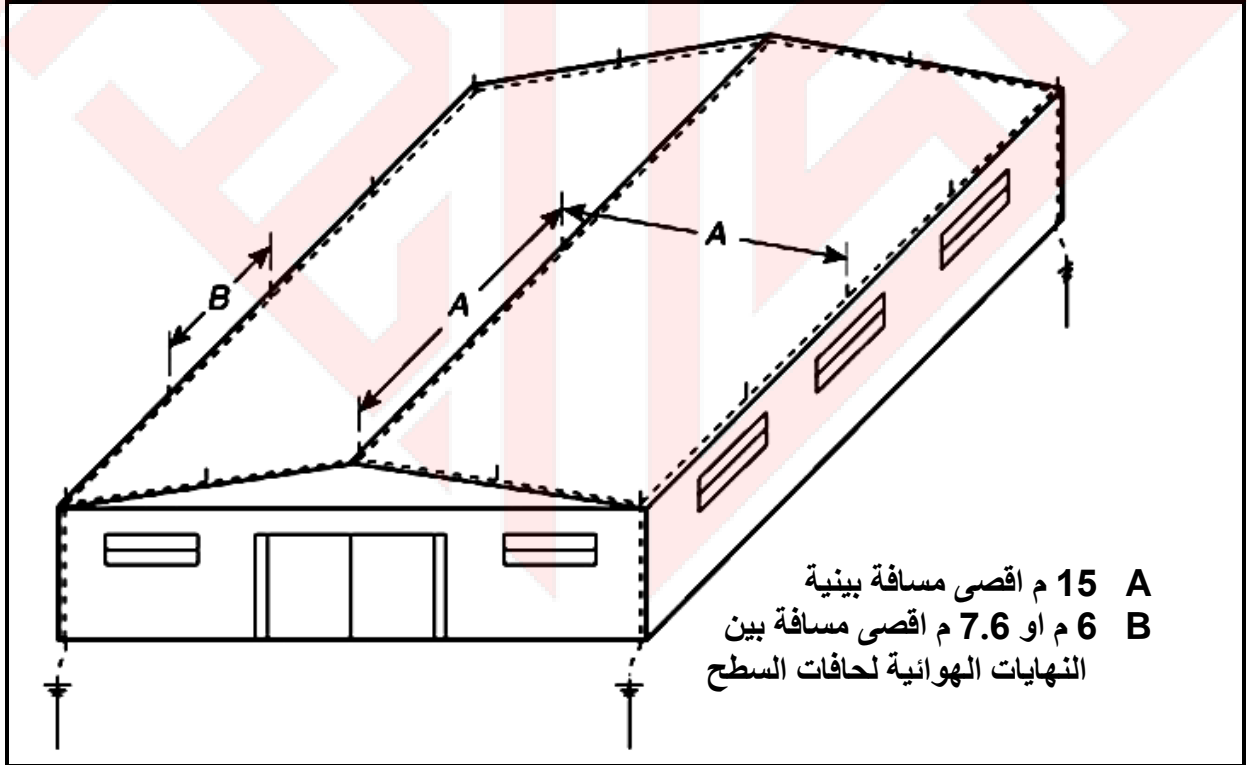 B
A
A
A 15 م اقصى مسافة بينية
B 6 م او 7.6 م اقصى مسافة بين
النهايات الهوائية لحافات السطح